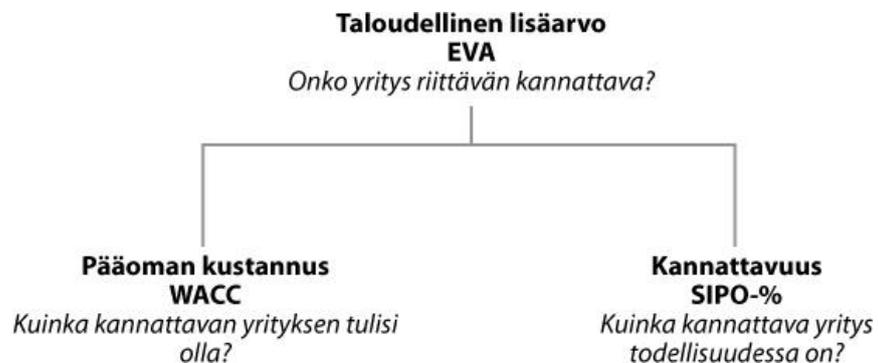 Taloudellinen lisäarvo
EVA
Onko yritys riittävän kannattava?
Pääoman kustannus
WACC
Kuinka kannattavan yrityksen tulisi
olla?
Kannattavuus
SIPO-%
Kuinka kannattava yritys
todellisuudessa on?